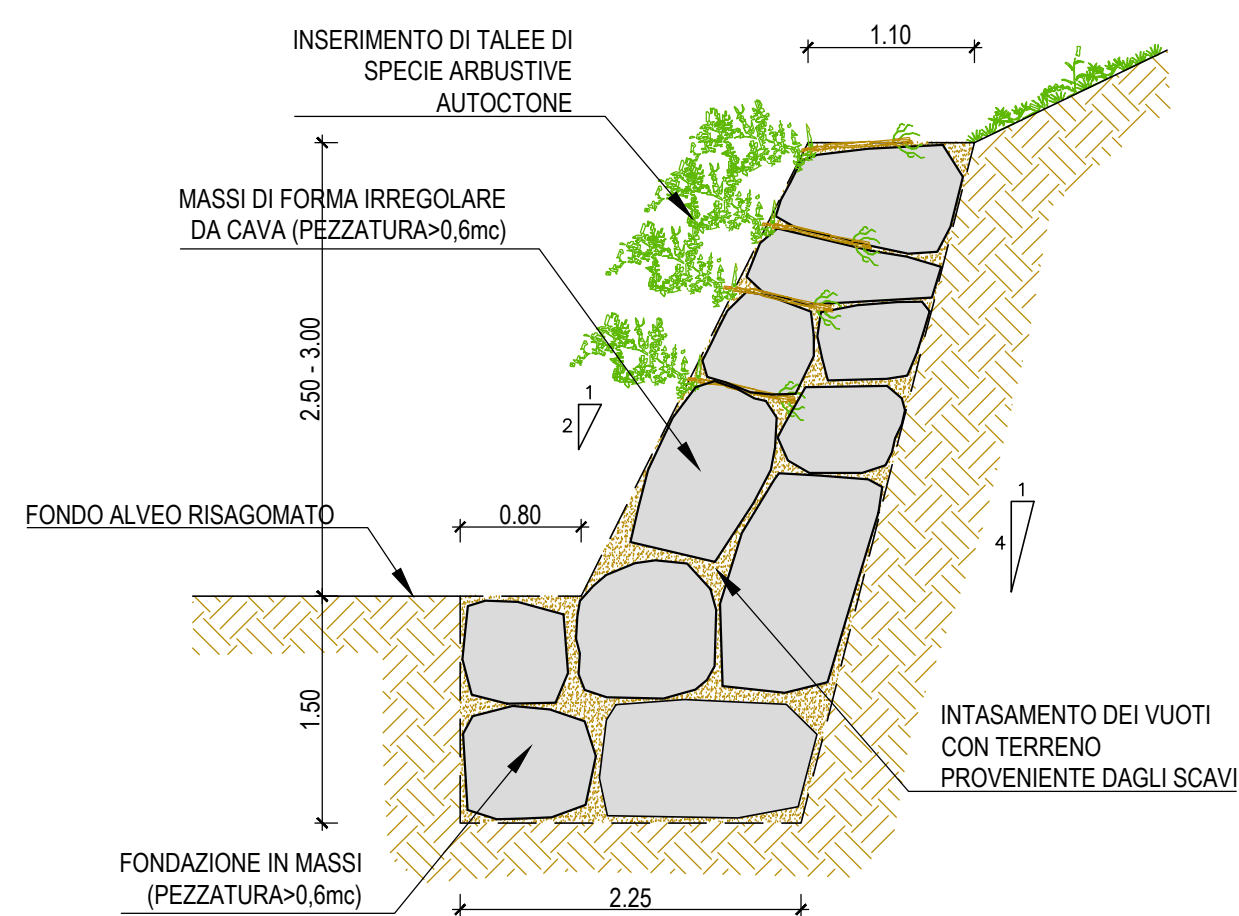 INSERIMENTO DI TALEE DI
SPECIE ARBUSTIVE
AUTOCTONE
1.10
MASSI DI FORMA IRREGOLARE
DA CAVA (PEZZATURA>0,6mc)
2.50 - 3.00
1
2
FONDO ALVEO RISAGOMATO
0.80
1
4
1.50
INTASAMENTO DEI VUOTI
CON TERRENO
PROVENIENTE DAGLI SCAVI
FONDAZIONE IN MASSI
(PEZZATURA>0,6mc)
2.25